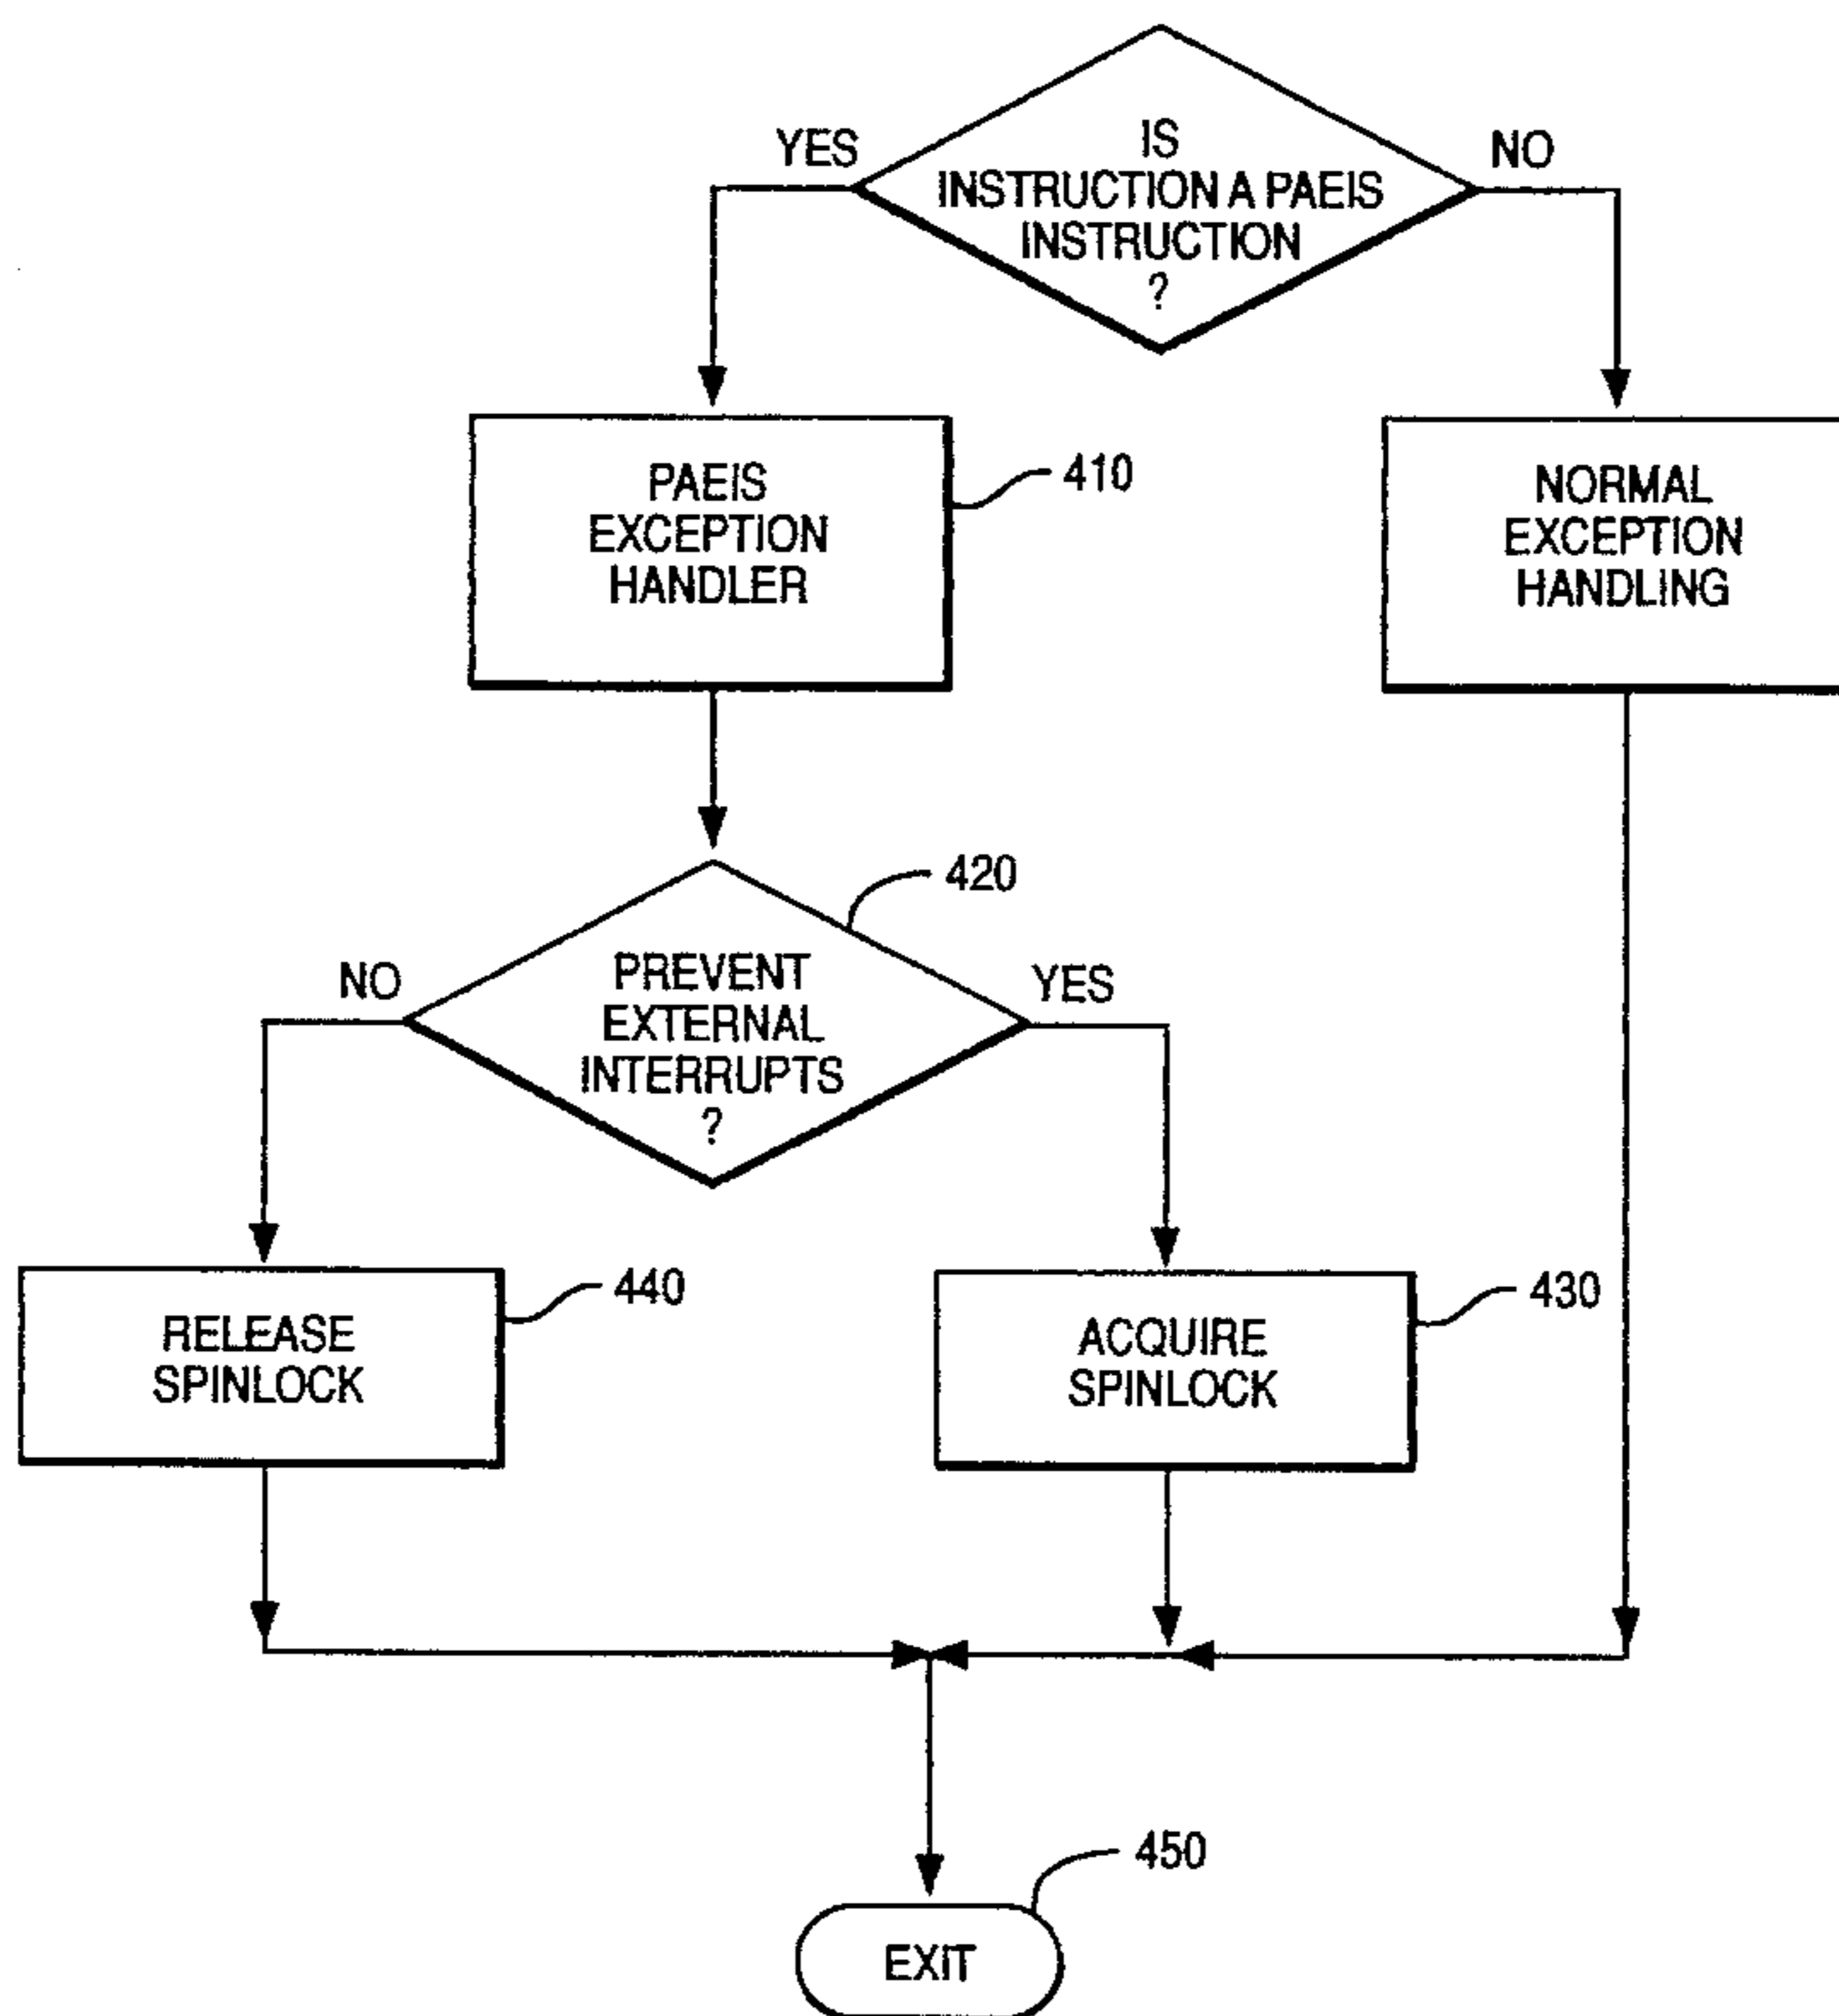 IS
INSTRUCTION A PAEIS
INSTRUCTION
?
YES
NO
PAEIS
EXCEPTION
HANDLER
410
NORMAL
EXCEPTION
HANDLING
420
PREVENT
EXTERNAL
INTERRUPTS
?
NO
YES
RELEASE
SPINLOCK
440
ACQUIRE
SPINLOCK
430
450
EXIT